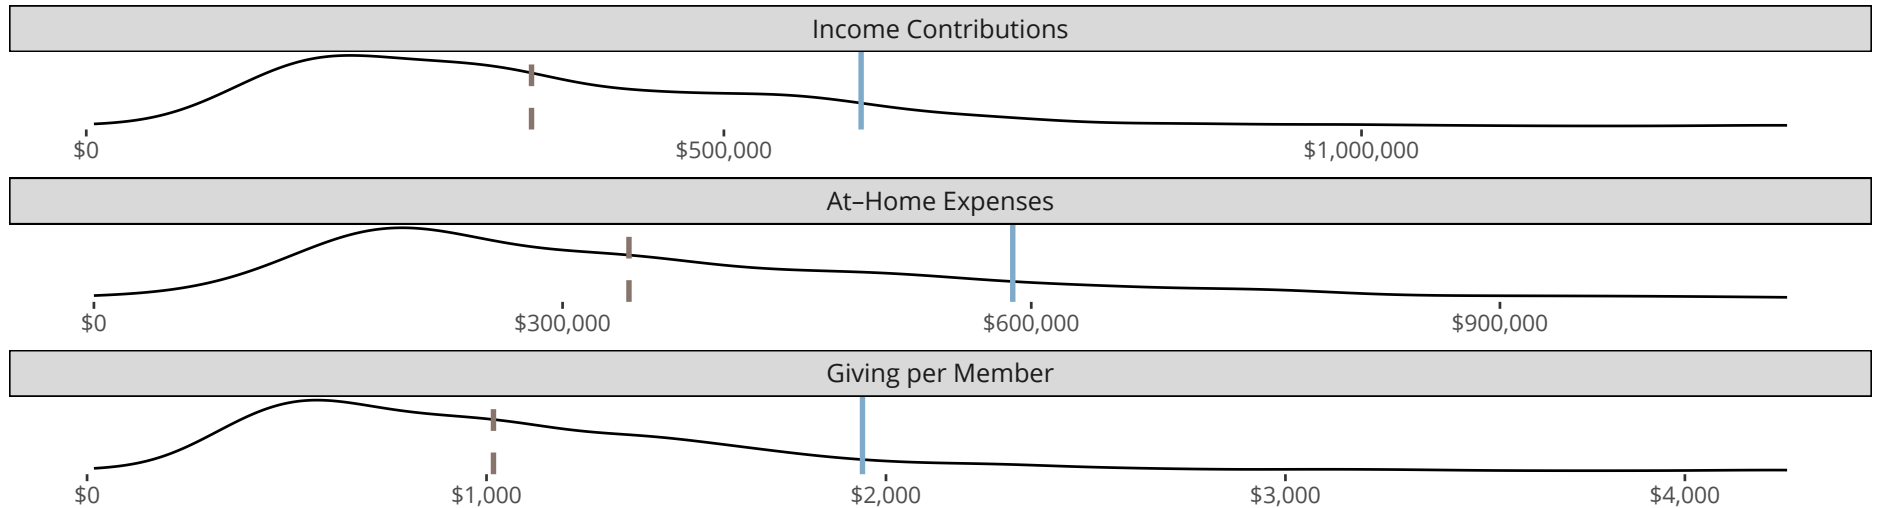 Income Contributions
$0 $500,000 $1,000,000
At–Home Expenses
$0 $300,000 $600,000 $900,000
Giving per Member
$0 $1,000 $2,000 $3,000 $4,000